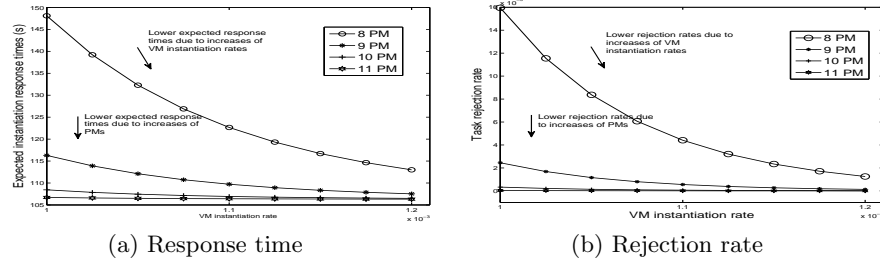 150
145
140
135
130
125
120
115
110
105
Expected instantiation response times (s)
Lower expected response
times due to increases of
VM instantiation rates
Lower expected response
times due to increases of
PMs
8 PM
9 PM
10 PM
11 PM
1
1.1
1.2
x 10⁻³
VM instantiation rate
(a) Response time
16
14
12
10
8
6
4
2
0
Task rejection rate
Lower rejection rates due to
increases of VM
instantiation rates
Lower rejection rates due
to increases of PMs
8 PM
9 PM
10 PM
11 PM
1
1.1
1.2
x 10⁻³
VM instantiation rate
(b) Rejection rate